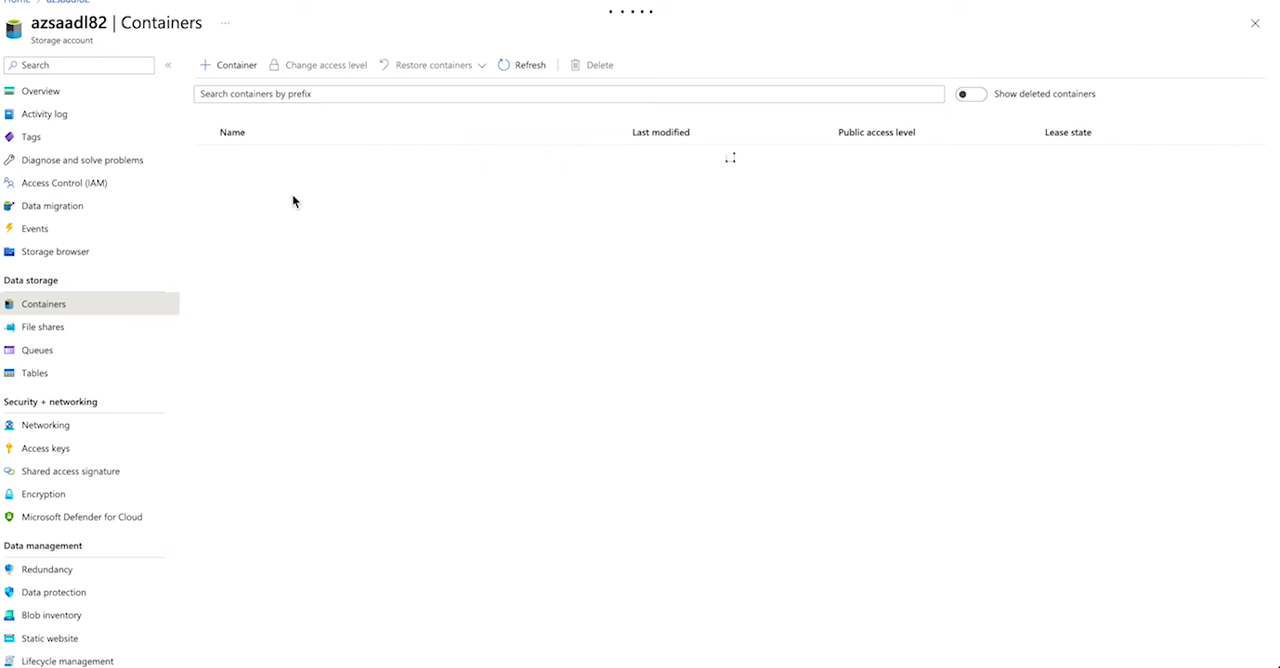 Home > azsaadl82
azsaadl82 | Containers ...
Storage account
Search «
+ Container Change access level Restore containers Refresh Delete
Search containers by prefix Show deleted containers
Name Last modified Public access level Lease state
Overview
Activity log
Tags
Diagnose and solve problems
Access Control (IAM)
Data migration
Events
Storage browser
Data storage
Containers
File shares
Queues
Tables
Security + networking
Networking
Access keys
Shared access signature
Encryption
Microsoft Defender for Cloud
Data management
Redundancy
Data protection
Blob inventory
Static website
Lifecycle management